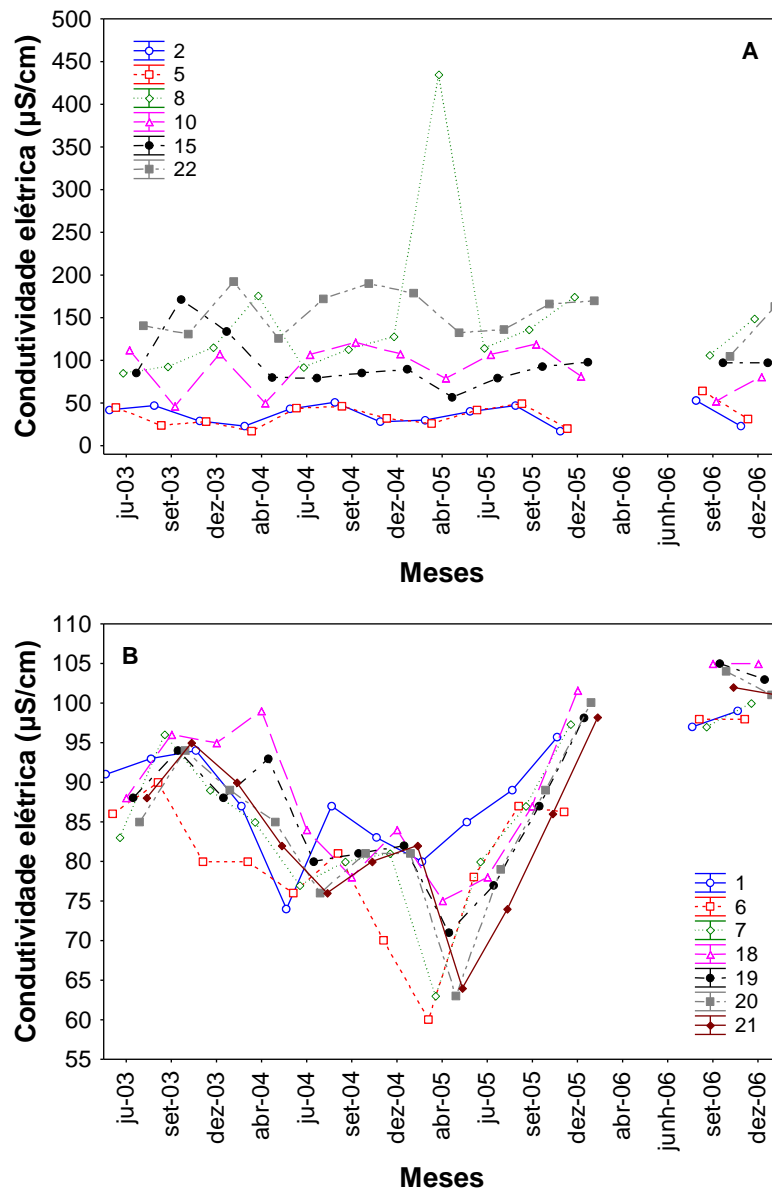 500
450
400
350
300
250
200
150
100
50
0
Condutividade elétrica (µS/cm)
2
5
8
10
15
22
A
ju-03
set-03
dez-03
abr-04
ju-04
set-04
dez-04
abr-05
ju-05
set-05
dez-05
abr-06
junh-06
set-06
dez-06
Meses
110
105
100
95
90
85
80
75
70
65
60
55
Condutividade elétrica (µS/cm)
B
1
6
7
18
19
20
21
ju-03
set-03
dez-03
abr-04
ju-04
set-04
dez-04
abr-05
ju-05
set-05
dez-05
abr-06
junh-06
set-06
dez-06
Meses